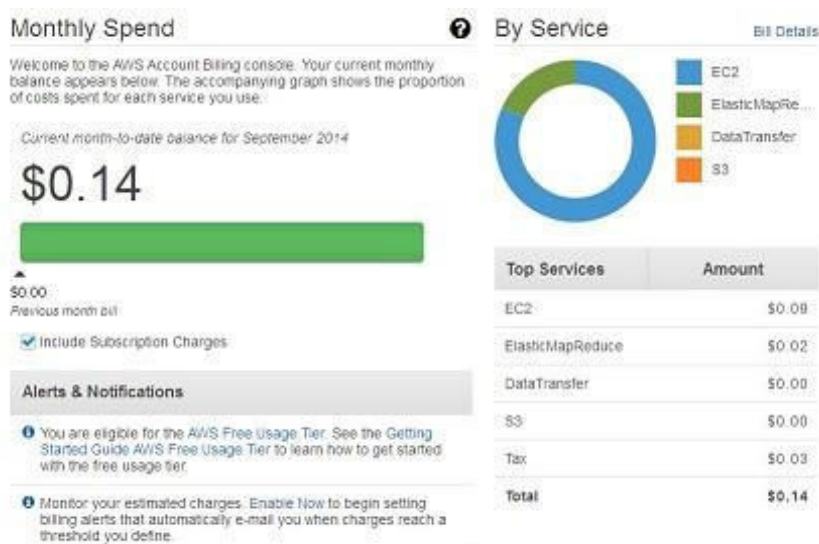 Monthly Spend
Welcome to the AWS Account Billing console. Your current monthly
balance appears below. The accompanying graph shows the proportion
of costs spent for each service you use.
Current month-to-date balance for September 2014
$0.14
$0.00
Previous month bill
Include Subscription Charges
Alerts & Notifications
You are eligible for the AWS Free Usage Tier. See the Getting
Started Guide AWS Free Usage Tier to learn how to get started
with the free usage tier.
Monitor your estimated charges. Enable Now to begin setting
billing alerts that automatically e-mail you when charges reach a
threshold you define.
By Service
Bill Details
EC2
ElasticMapRe...
DataTransfer
S3
Top Services Amount
EC2 $0.09
ElasticMapReduce $0.02
DataTransfer $0.00
S3 $0.00
Tax $0.03
Total $0.14